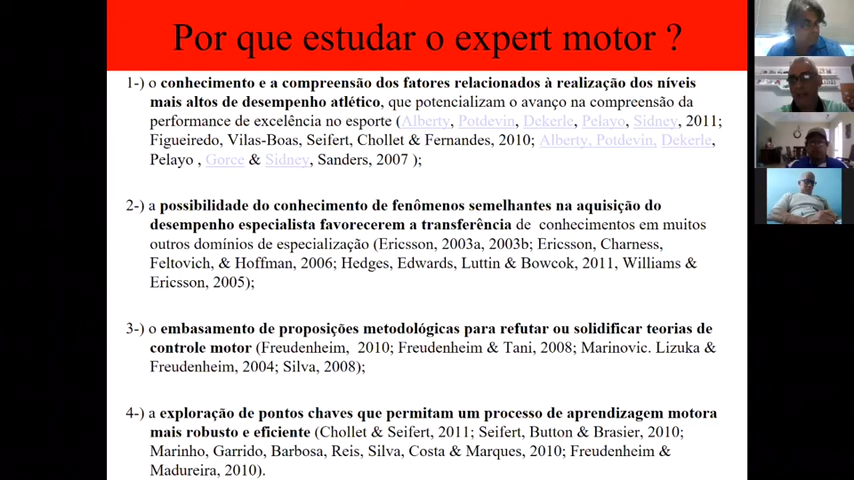 Por que estudar o expert motor ?
1-) o conhecimento e a compreensão dos fatores relacionados à realização dos níveis
mais altos de desempenho atlético, que potencializam o avanço na compreensão da
performance de excelência no esporte (Alberty, Potdevin, Dekerle, Pelayo, Sidney, 2011;
Figueiredo, Vilas-Boas, Seifert, Chollet & Fernandes, 2010; Alberty, Potdevin, Dekerle,
Pelayo , Gorce & Sidney, Sanders, 2007 );
2-) a possibilidade do conhecimento de fenômenos semelhantes na aquisição do
desempenho especialista favorecerem a transferência de conhecimentos em muitos
outros domínios de especialização (Ericsson, 2003a, 2003b; Ericsson, Charness,
Feltovich, & Hoffman, 2006; Hedges, Edwards, Luttin & Bowcok, 2011, Williams &
Ericsson, 2005);
3-) o embasamento de proposições metodológicas para refutar ou solidificar teorias de
controle motor (Freudenheim, 2010; Freudenheim & Tani, 2008; Marinovic. Lizuka &
Freudenheim, 2004; Silva, 2008);
4-) a exploração de pontos chaves que permitam um processo de aprendizagem motora
mais robusto e eficiente (Chollet & Seifert, 2011; Seifert, Button & Brasier, 2010;
Marinho, Garrido, Barbosa, Reis, Silva, Costa & Marques, 2010; Freudenheim &
Madureira, 2010).